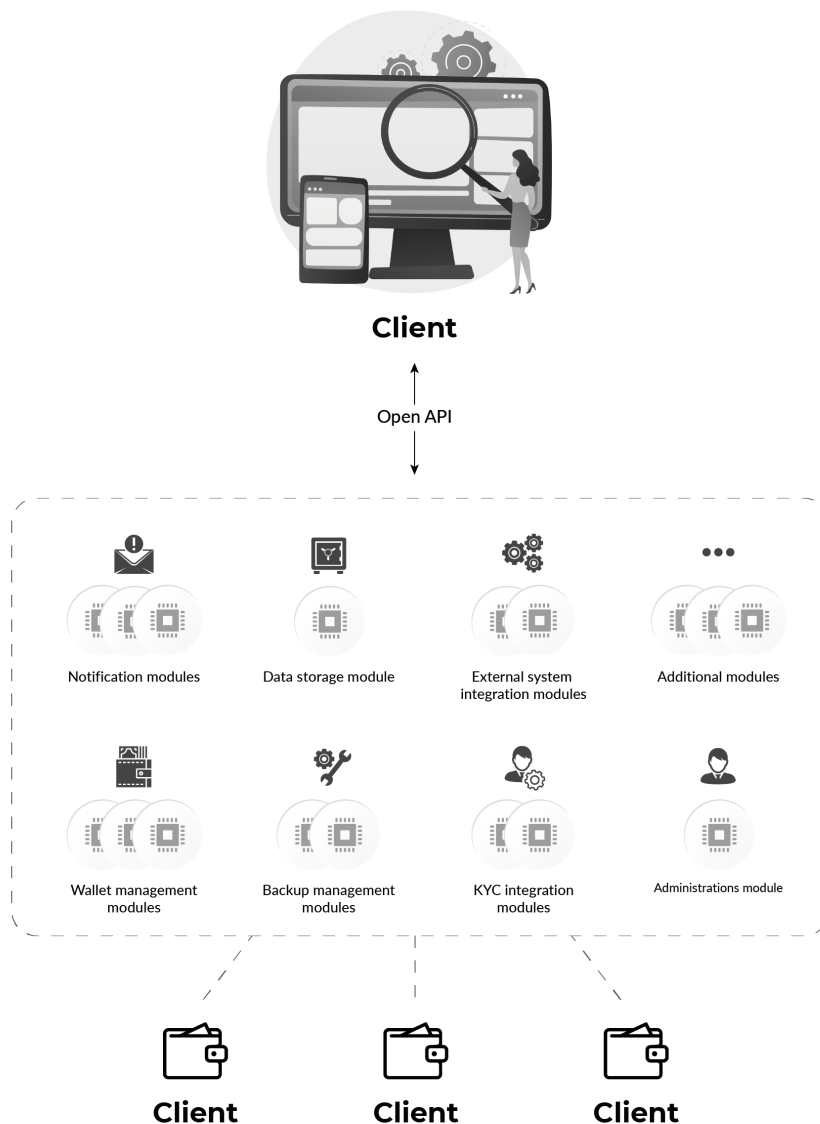 Client
Open API
Notification modules
Data storage module
External system
integration modules
Additional modules
Wallet management
modules
Backup management
modules
KYC integration
modules
Administrations module
Client
Client
Client